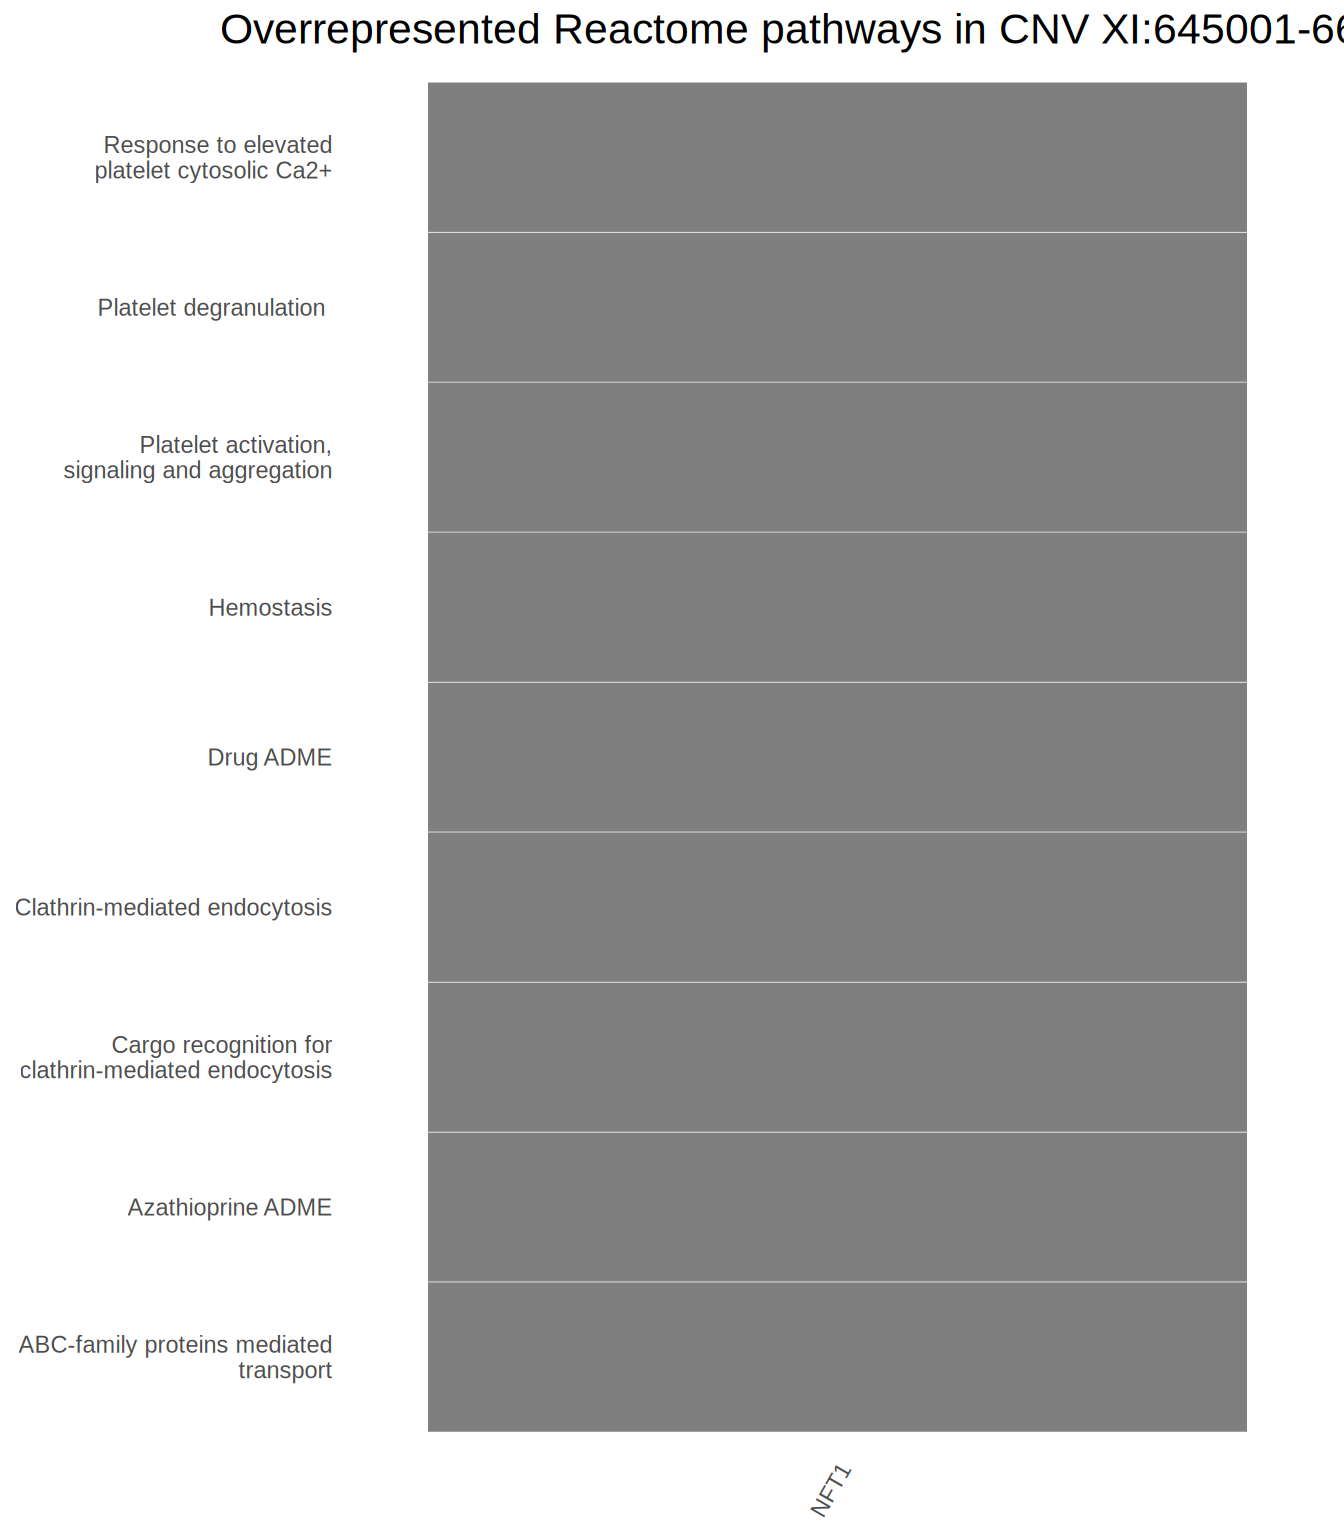 Overrepresented Reactome pathways in CNV XI:645001-66
Response to elevated
platelet cytosolic Ca2+
Platelet degranulation
Platelet activation,
signaling and aggregation
Hemostasis
Drug ADME
Clathrin-mediated endocytosis
Cargo recognition for
clathrin-mediated endocytosis
Azathioprine ADME
ABC-family proteins mediated
transport
NFT1